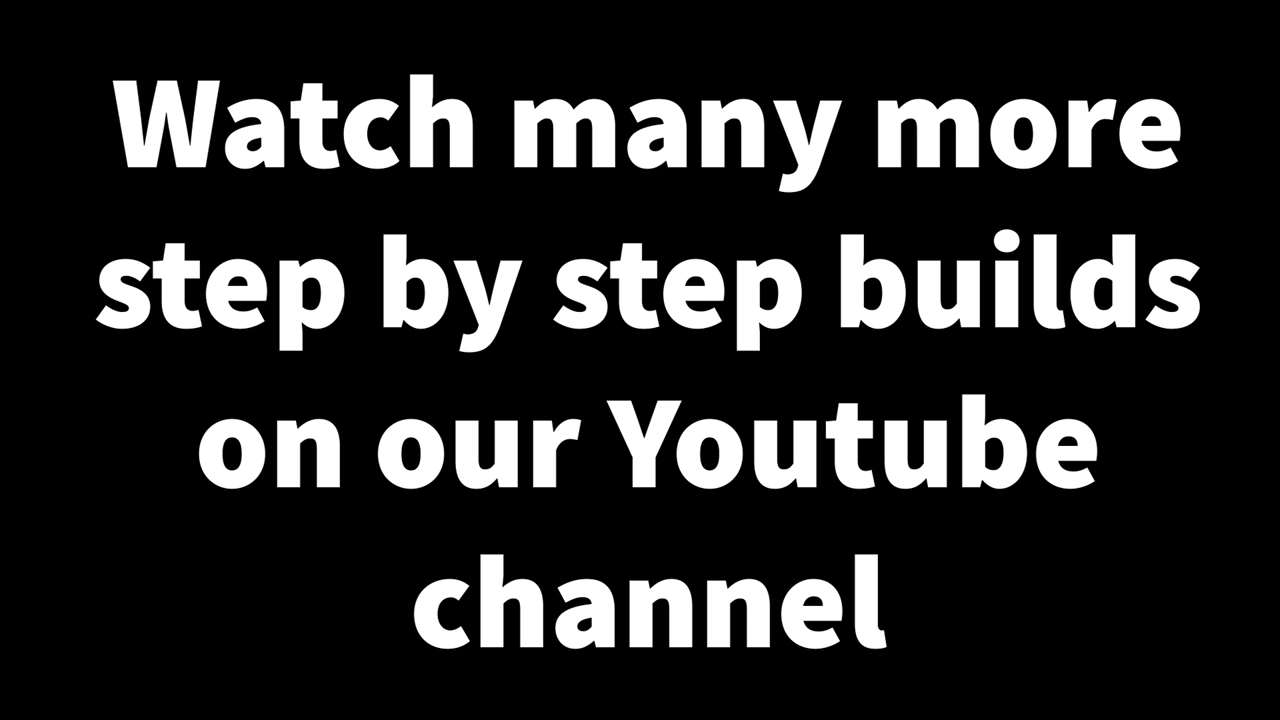 Watch many more
step by step builds
on our Youtube
channel